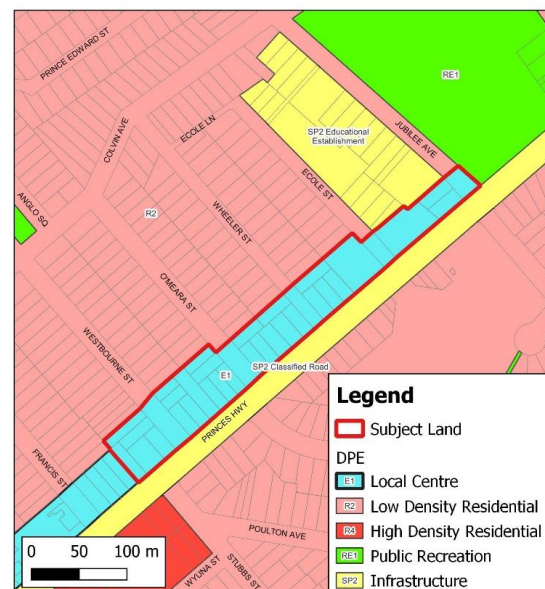 PRINCE EDWARD ST
RE1
COLVIN AVE
ECOLE LN
SP2 Educational
Establishment
JUBILEE AVE
ECOLE ST
ANGLO SQ
R2
WHEELER ST
O'MEARA ST
WESTBOURNE ST
E1
SP2 Classified Road
PRINCES HWY
FRANCIS ST
POULTON AVE
WYUNA ST
STUBBS ST
0 50 100 m
Legend
Subject Land
DPE
E1 Local Centre
R2 Low Density Residential
R4 High Density Residential
RE1 Public Recreation
SP2 Infrastructure